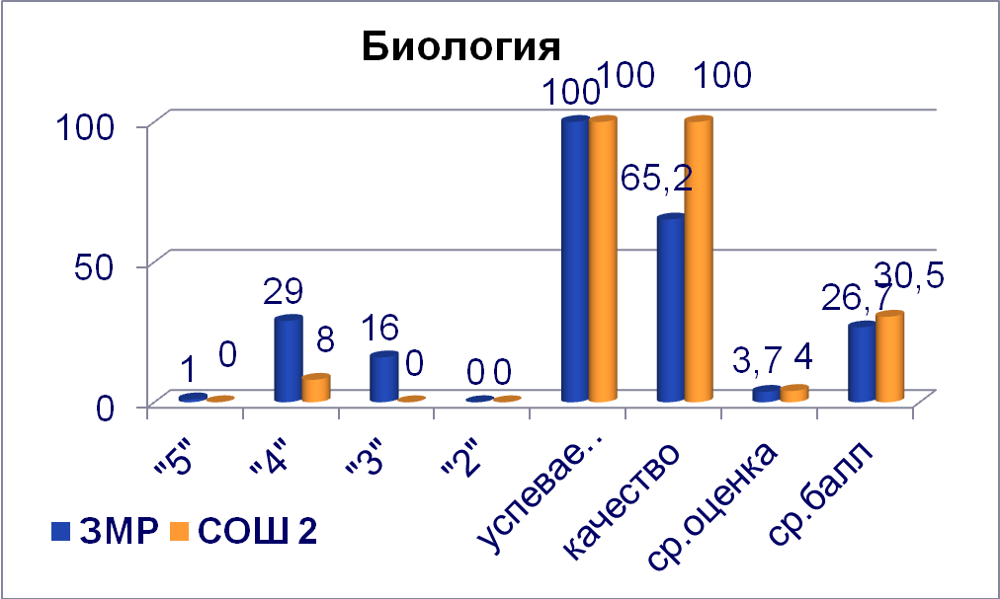 Биология
100 100 100
100
65,2
50
29 8 16 1 0 0 0 0 3,7 4 26,7 30,5
0
"5" "4" "3" "2" успевае.. качество ср.оценка ср.балл
ЗМР СОШ 2